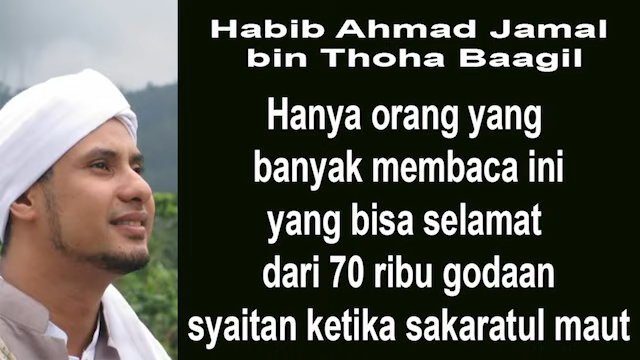 Habib Ahmad Jamal
bin Thoha Baagil
Hanya orang yang
banyak membaca ini
yang bisa selamat
dari 70 ribu godaan
syaitan ketika sakaratul maut